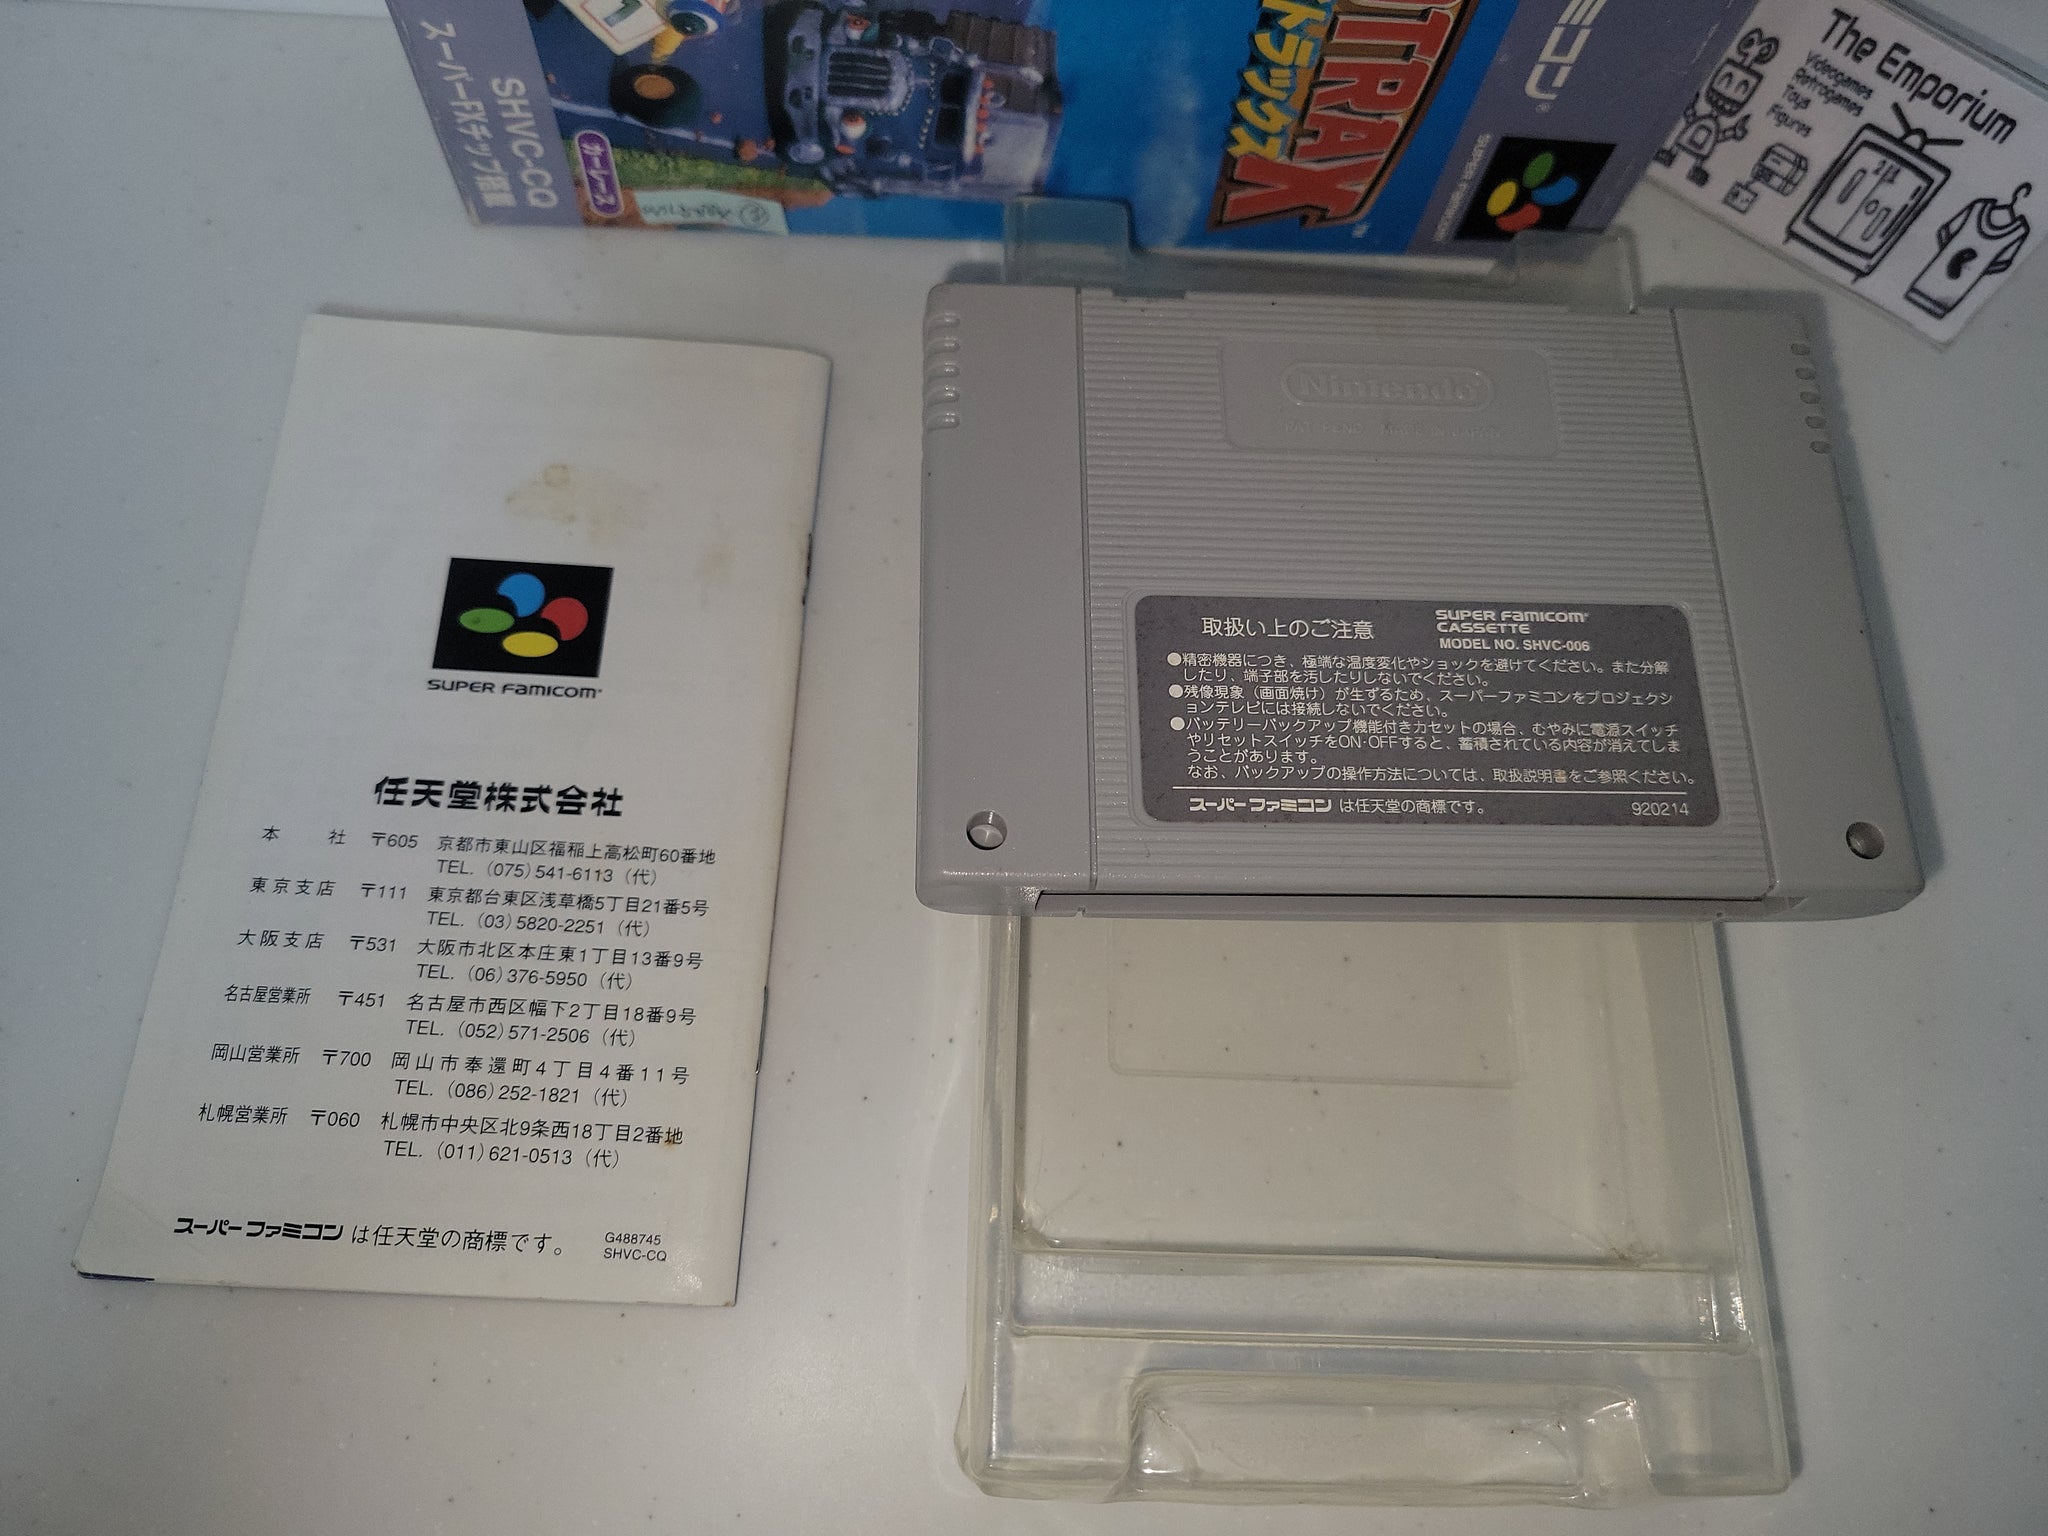 SHVC-CQ
スーパーFXチップ搭載
カーレース
TRAX
トラックス
ミコン
SUPER FAMICOM
The Emporium
Videogames
Retrogames
Toys
Figures
SUPER FAMICOM
任天堂株式会社
本 社 〒605 京都市東山区福稲上高松町60番地
TEL. (075) 541-6113 (代)
東京支店 〒111 東京都台東区浅草橋5丁目21番5号
TEL. (03) 5820-2251 (代)
大阪支店 〒531 大阪市北区本庄東1丁目13番9号
TEL. (06) 376-5950 (代)
名古屋営業所 〒451 名古屋市西区幅下2丁目18番9号
TEL. (052) 571-2506 (代)
岡山営業所 〒700 岡山市奉還町4丁目4番11号
TEL. (086) 252-1821 (代)
札幌営業所 〒060 札幌市中央区北9条西18丁目2番地
TEL. (011) 621-0513 (代)
スーパーファミコン は任天堂の商標です。
G488745
SHVC-CQ
Nintendo
PAT. PEND. MADE IN JAPAN
取扱い上のご注意
SUPER FAMICOM
CASSETTE
MODEL NO. SHVC-006
●精密機器につき、極端な温度変化やショックを避けてください。また分解
したり、端子部を汚したりしないでください。
●残像現象（画面焼け）が生ずるため、スーパーファミコンをプロジェクシ
ョンテレビには接続しないでください。
●バッテリーバックアップ機能付きカセットの場合、むやみに電源スイッチ
やリセットスイッチをON·OFFすると、蓄積されている内容が消えてしま
うことがあります。
なお、バックアップの操作方法については、取扱説明書をご参照ください。
スーパーファミコン は任天堂の商標です。
920214